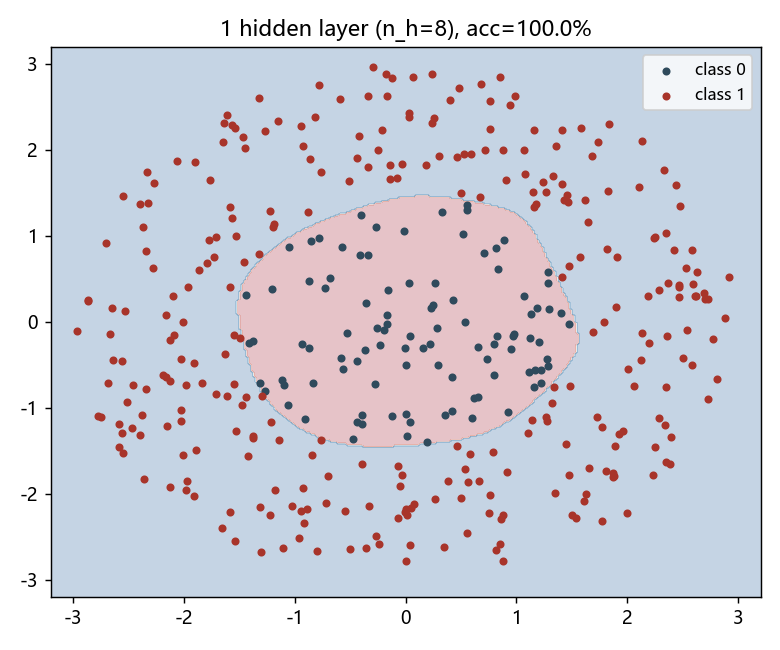 1 hidden layer (n_h=8), acc=100.0%
class 0
class 1
3
2
1
0
-1
-2
-3
-3 -2 -1 0 1 2 3